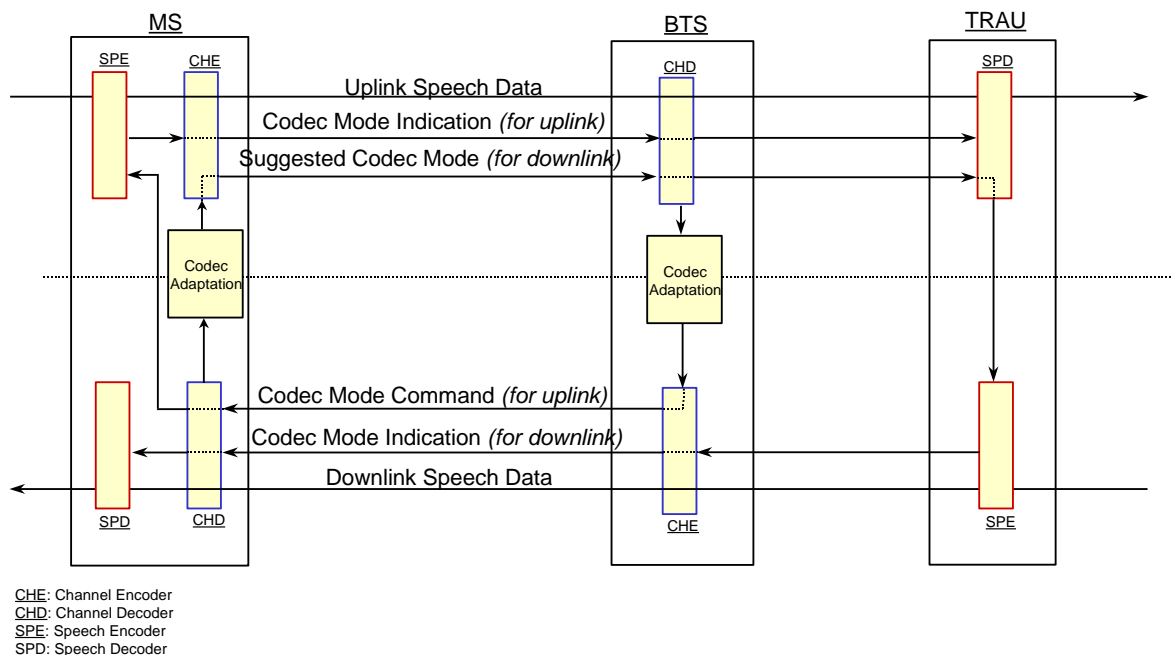 MS
BTS
TRAU
SPE
CHE
CHD
SPD
Uplink Speech Data
Codec Mode Indication (for uplink)
Suggested Codec Mode (for downlink)
Codec
Adaptation
Codec
Adaptation
Codec Mode Command (for uplink)
Codec Mode Indication (for downlink)
Downlink Speech Data
SPD
CHD
CHE
SPE
CHE: Channel Encoder
CHD: Channel Decoder
SPE: Speech Encoder
SPD: Speech Decoder